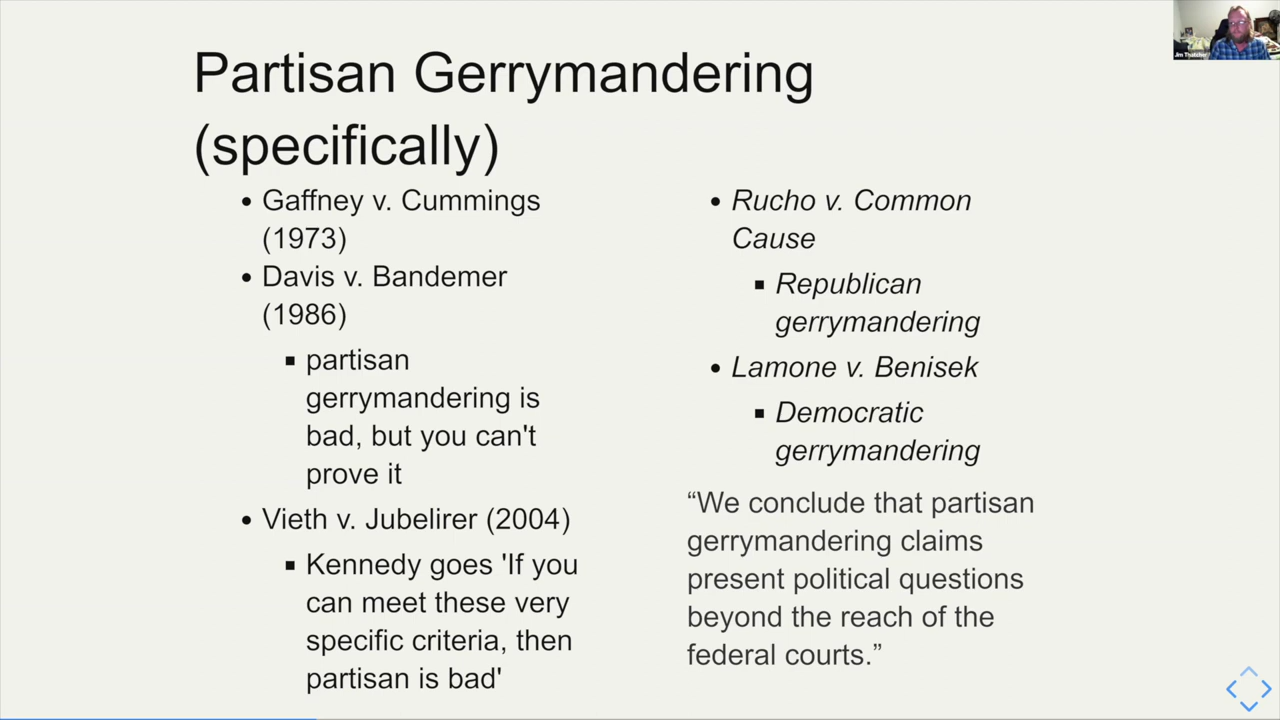 Partisan Gerrymandering
(specifically)
• Gaffney v. Cummings
(1973)
• Davis v. Bandemer
(1986)
▪ partisan
gerrymandering is
bad, but you can't
prove it
• Vieth v. Jubelirer (2004)
▪ Kennedy goes 'If you
can meet these very
specific criteria, then
partisan is bad'
• Rucho v. Common
Cause
▪ Republican
gerrymandering
• Lamone v. Benisek
▪ Democratic
gerrymandering
“We conclude that partisan
gerrymandering claims
present political questions
beyond the reach of the
federal courts.”
Jim Thatcher